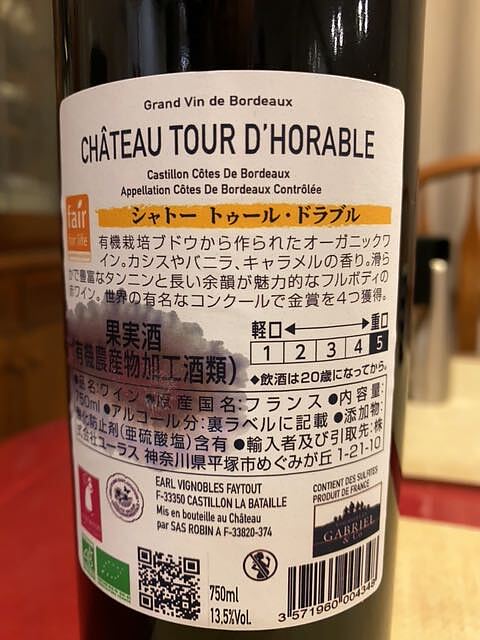 Grand Vin de Bordeaux
CHÂTEAU TOUR D'HORABLE
Castillon Côtes De Bordeaux
Appellation Côtes De Bordeaux Contrôlée
fair
for life
シャトー トゥール・ドラブル
有機栽培ブドウから作られたオーガニックワ
イン。カシスやバニラ、キャラメルの香り。滑ら
かで豊富なタンニンと長い余韻が魅力的なフルボディの
赤ワイン。世界の有名なコンクールで金賞を4つ獲得。
果実酒
(有機農産物加工酒類)
軽口 重口
1 2 3 4 5
◆飲酒は20歳になってから。
◆品名:ワイン ●原産国名:フランス ●内容量:
750ml ●アルコール分:裏ラベルに記載 ●添加物:
酸化防止剤(亜硫酸塩)含有 ●輸入者及び引取先:株
式会社コーラス 神奈川県平塚市めぐみが丘 1-21-10
EARL VIGNOBLES FAYTOUT
F-33350 CASTILLON LA BATAILLE
Mis en bouteille au Château
par SAS ROBIN A F-33820-374
CONTIENT DES SULFITES
PRODUIT DE FRANCE
GABRIEL
& Co
AB
750ml
13,5%Vol.
3 571960 004348